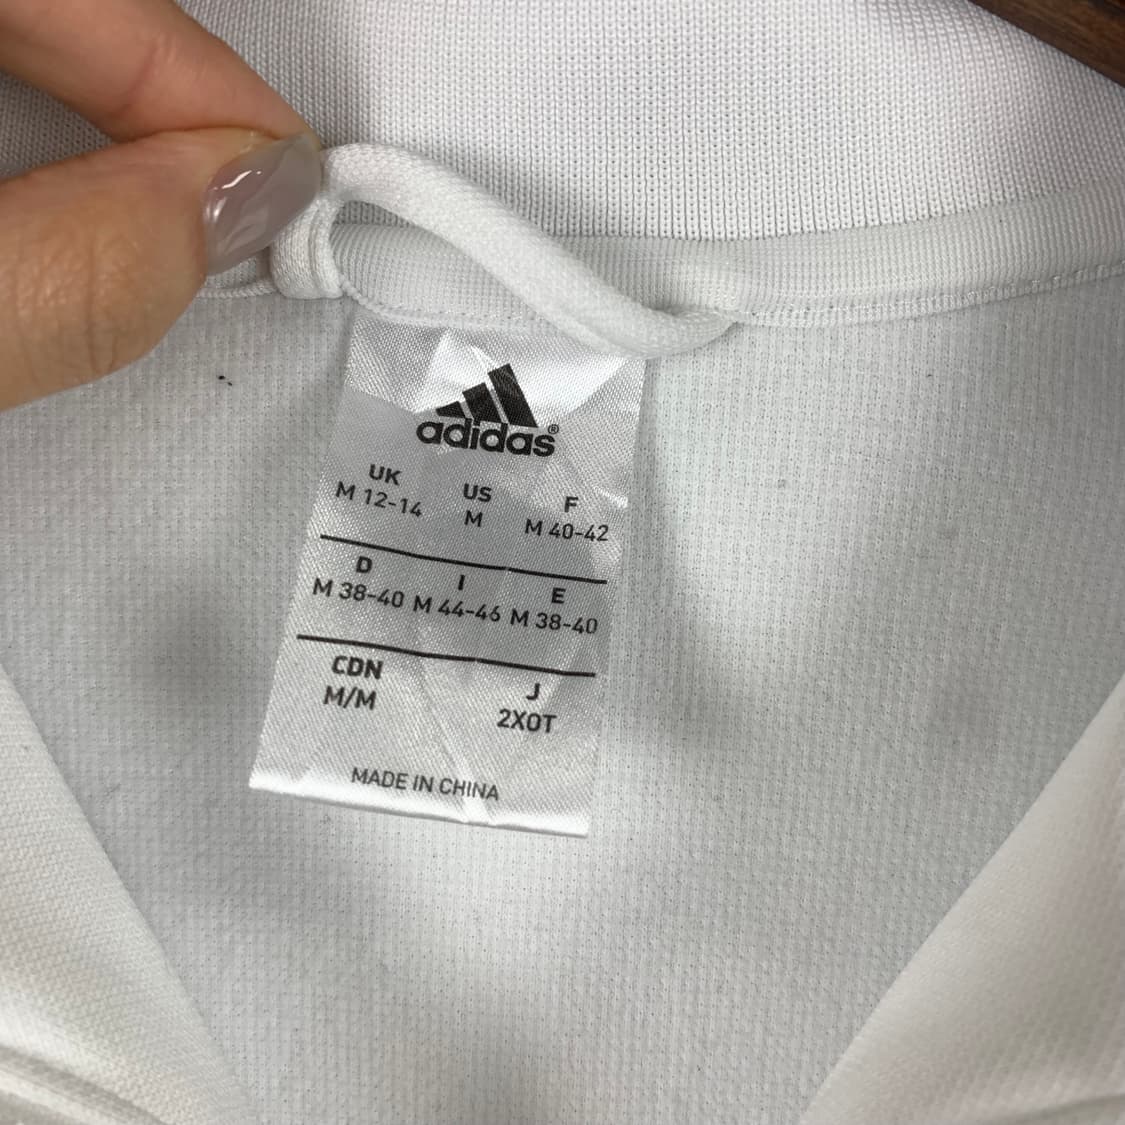 adidas®
UK US F
M 12-14 M M 40-42
D I E
M 38-40 M 44-46 M 38-40
CDN J
M/M 2XOT
MADE IN CHINA